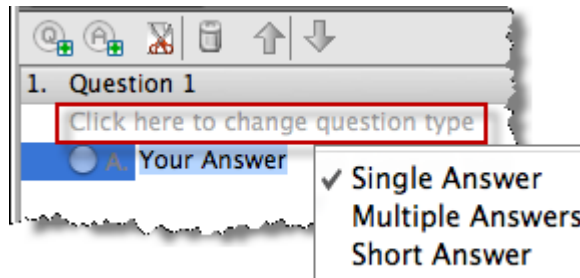 Q A
1. Question 1
Click here to change question type
A. Your Answer
✓ Single Answer
Multiple Answers
Short Answer